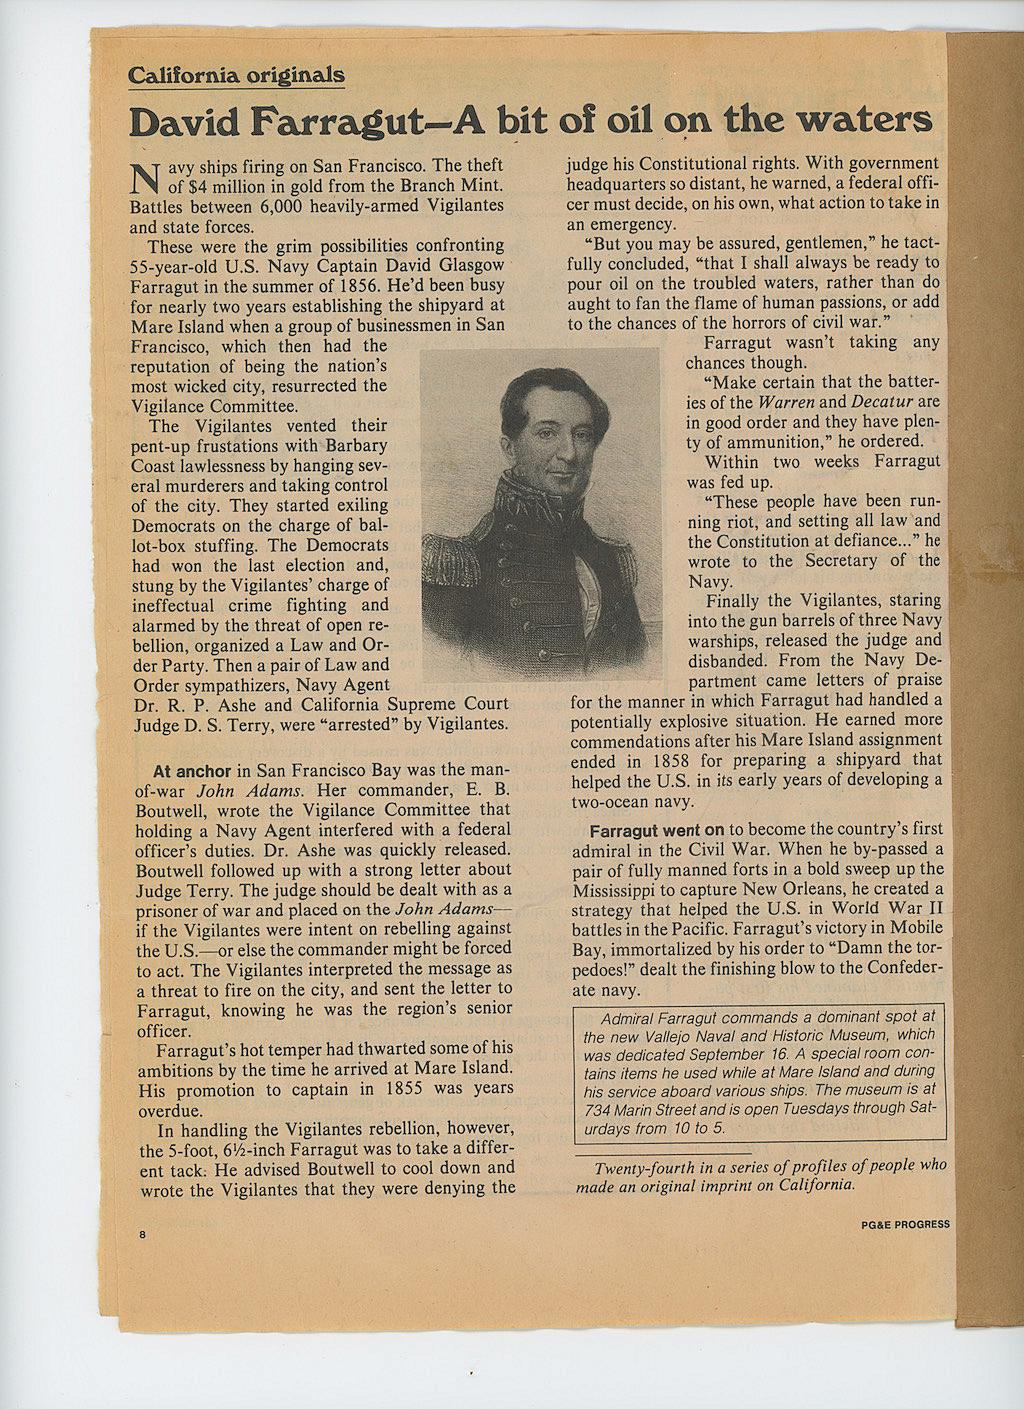 California originals
David Farragut—A bit of oil on the waters
Navy ships firing on San Francisco. The theft
of $4 million in gold from the Branch Mint.
Battles between 6,000 heavily-armed Vigilantes
and state forces.
These were the grim possibilities confronting
55-year-old U.S. Navy Captain David Glasgow
Farragut in the summer of 1856. He'd been busy
for nearly two years establishing the shipyard at
Mare Island when a group of businessmen in San
Francisco, which then had the
reputation of being the nation's
most wicked city, resurrected the
Vigilance Committee.
The Vigilantes vented their
pent-up frustations with Barbary
Coast lawlessness by hanging sev-
eral murderers and taking control
of the city. They started exiling
Democrats on the charge of bal-
lot-box stuffing. The Democrats
had won the last election and,
stung by the Vigilantes' charge of
ineffectual crime fighting and
alarmed by the threat of open re-
bellion, organized a Law and Or-
der Party. Then a pair of Law and
Order sympathizers, Navy Agent
Dr. R. P. Ashe and California Supreme Court
Judge D. S. Terry, were "arrested" by Vigilantes.
At anchor in San Francisco Bay was the man-
of-war John Adams. Her commander, E. B.
Boutwell, wrote the Vigilance Committee that
holding a Navy Agent interfered with a federal
officer's duties. Dr. Ashe was quickly released.
Boutwell followed up with a strong letter about
Judge Terry. The judge should be dealt with as a
prisoner of war and placed on the John Adams—
if the Vigilantes were intent on rebelling against
the U.S.—or else the commander might be forced
to act. The Vigilantes interpreted the message as
a threat to fire on the city, and sent the letter to
Farragut, knowing he was the region's senior
officer.
Farragut's hot temper had thwarted some of his
ambitions by the time he arrived at Mare Island.
His promotion to captain in 1855 was years
overdue.
In handling the Vigilantes rebellion, however,
the 5-foot, 6½-inch Farragut was to take a differ-
ent tack. He advised Boutwell to cool down and
wrote the Vigilantes that they were denying the
judge his Constitutional rights. With government
headquarters so distant, he warned, a federal offi-
cer must decide, on his own, what action to take in
an emergency.
"But you may be assured, gentlemen," he tact-
fully concluded, "that I shall always be ready to
pour oil on the troubled waters, rather than do
aught to fan the flame of human passions, or add
to the chances of the horrors of civil war."
Farragut wasn't taking any
chances though.
"Make certain that the batter-
ies of the Warren and Decatur are
in good order and they have plen-
ty of ammunition," he ordered.
Within two weeks Farragut
was fed up.
"These people have been run-
ning riot, and setting all law and
the Constitution at defiance..." he
wrote to the Secretary of the
Navy.
Finally the Vigilantes, staring
into the gun barrels of three Navy
warships, released the judge and
disbanded. From the Navy De-
partment came letters of praise
for the manner in which Farragut had handled a
potentially explosive situation. He earned more
commendations after his Mare Island assignment
ended in 1858 for preparing a shipyard that
helped the U.S. in its early years of developing a
two-ocean navy.
Farragut went on to become the country's first
admiral in the Civil War. When he by-passed a
pair of fully manned forts in a bold sweep up the
Mississippi to capture New Orleans, he created a
strategy that helped the U.S. in World War II
battles in the Pacific. Farragut's victory in Mobile
Bay, immortalized by his order to "Damn the tor-
pedoes!" dealt the finishing blow to the Confeder-
ate navy.
Admiral Farragut commands a dominant spot at
the new Vallejo Naval and Historic Museum, which
was dedicated September 16. A special room con-
tains items he used while at Mare Island and during
his service aboard various ships. The museum is at
734 Marin Street and is open Tuesdays through Sat-
urdays from 10 to 5.
Twenty-fourth in a series of profiles of people who
made an original imprint on California.
8
PG&E PROGRESS